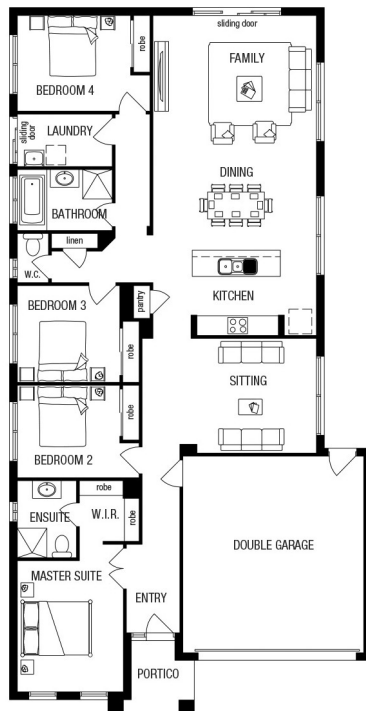 sliding door
FAMILY
robe
BEDROOM 4
sliding
door
LAUNDRY
DINING
BATHROOM
linen
W.C.
KITCHEN
pantry
BEDROOM 3
robe
SITTING
robe
BEDROOM 2
robe
ENSUITE
W.I.R.
robe
DOUBLE GARAGE
MASTER SUITE
ENTRY
PORTICO